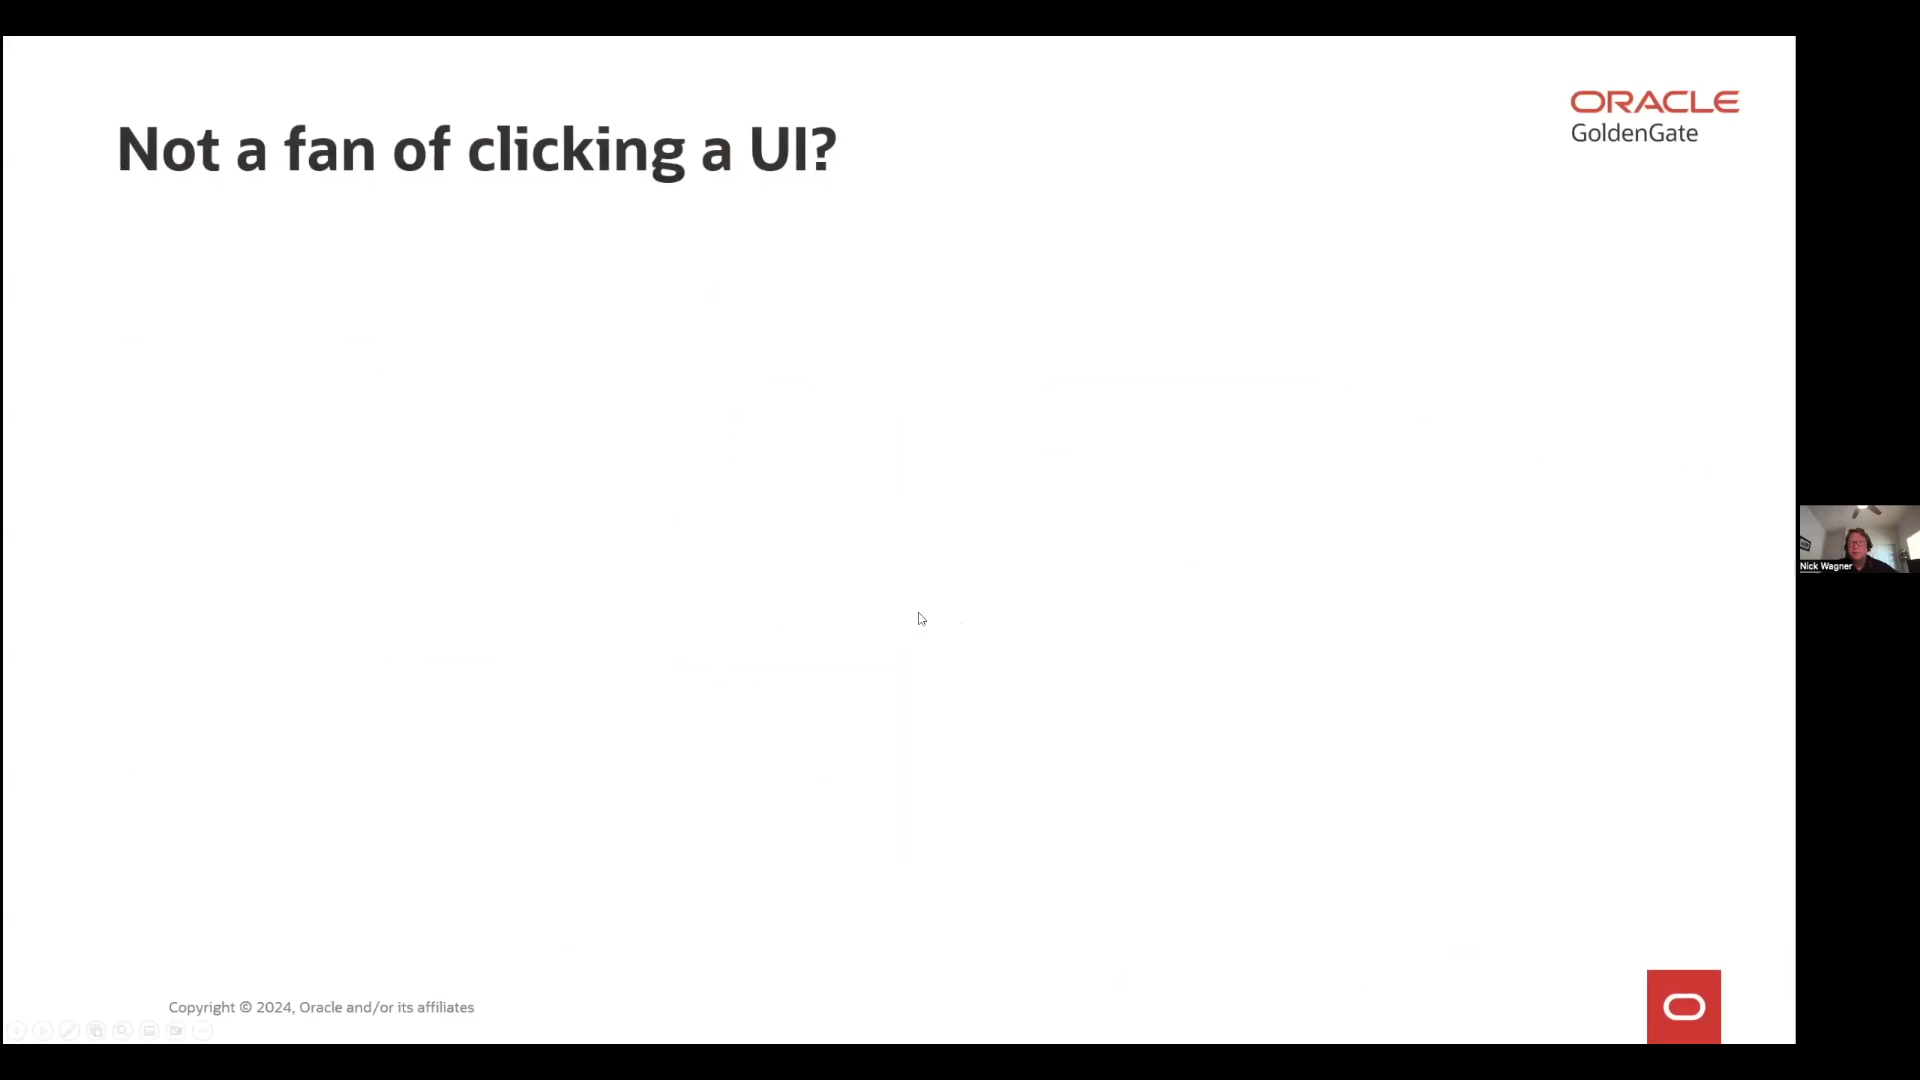 ORACLE
GoldenGate
Not a fan of clicking a UI?
Nick Wagner
Copyright © 2024, Oracle and/or its affiliates